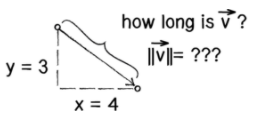 how long is v ?
||v||= ???
y = 3
x = 4